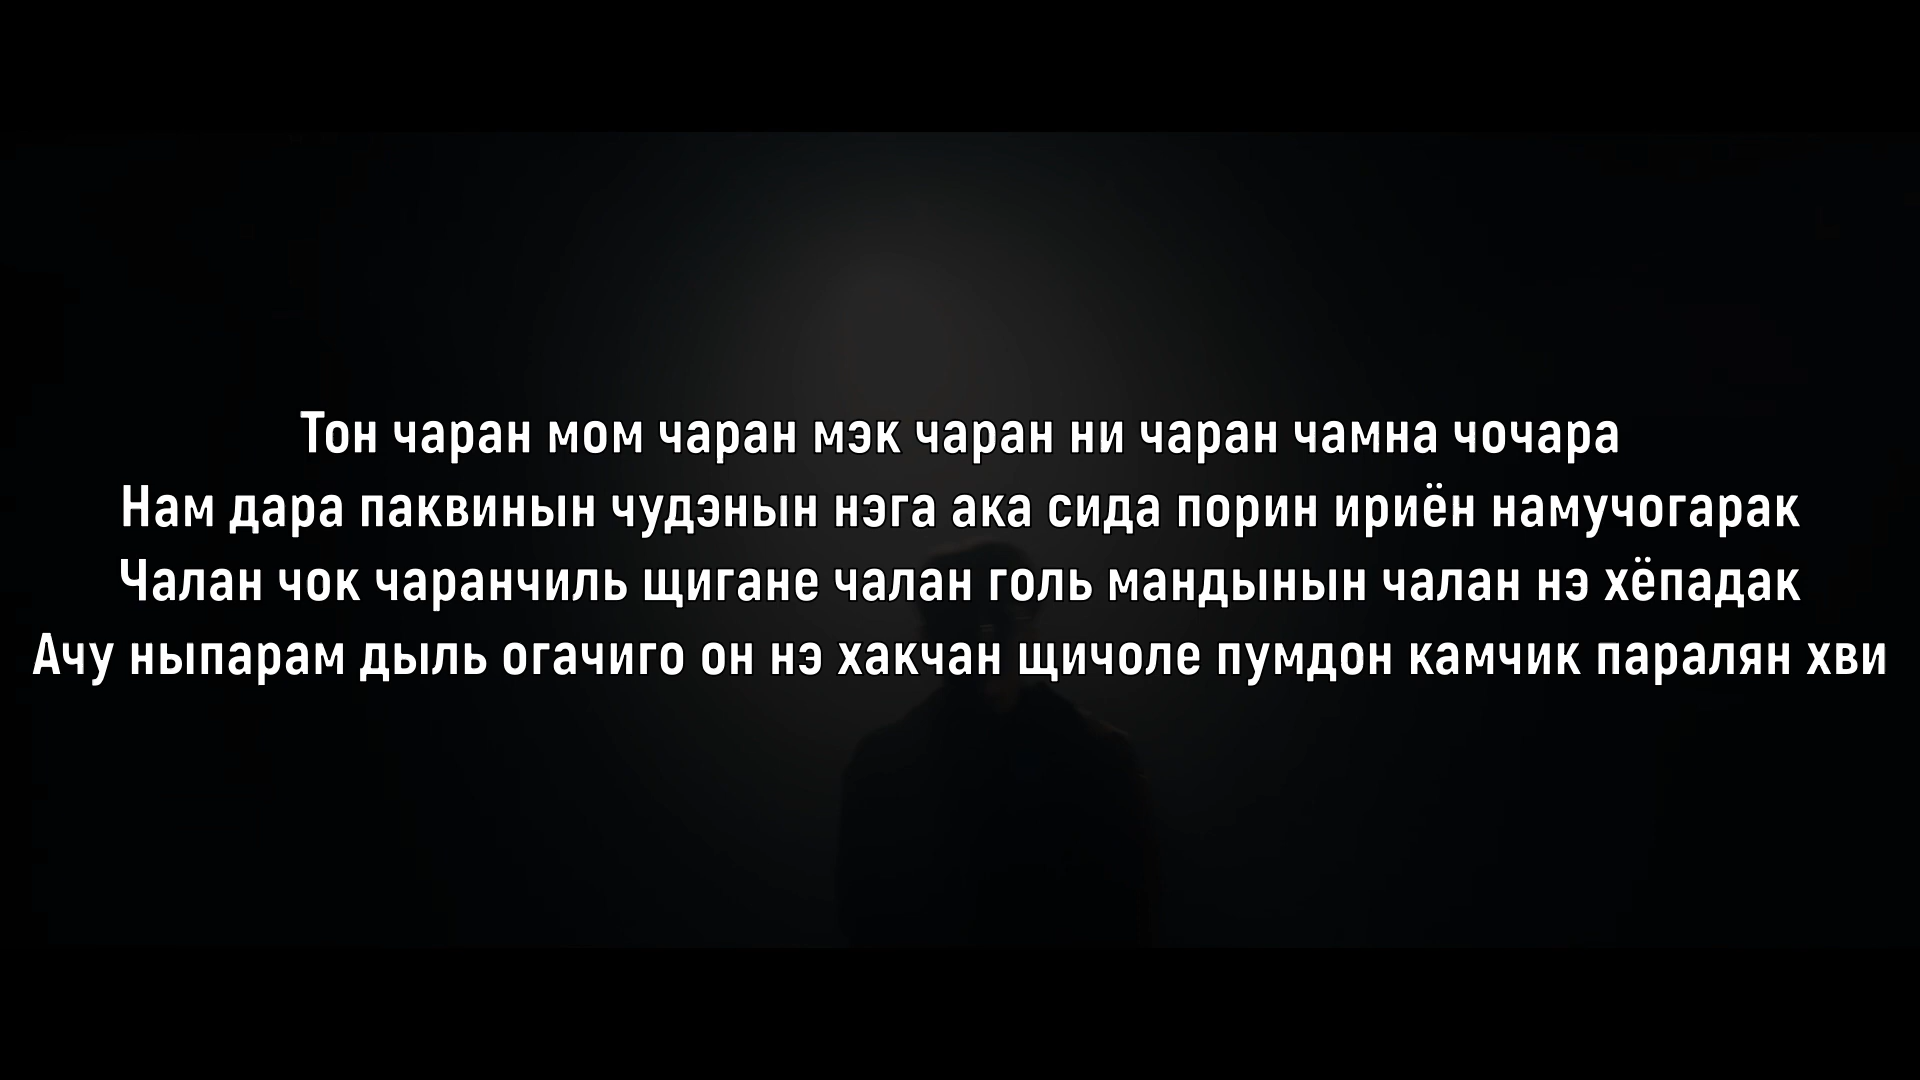 Тон чаран мом чаран мэк чаран ни чаран чамна чочара
Нам дара паквинын чудэнын нэга ака сида порин ириён намучогарак
Чалан чок чаранчиль щигане чалан голь мандынын чалан нэ хёпадак
Ачу ныпарам дыль огачиго он нэ хакчан щичоле пумдон камчик паралян хви